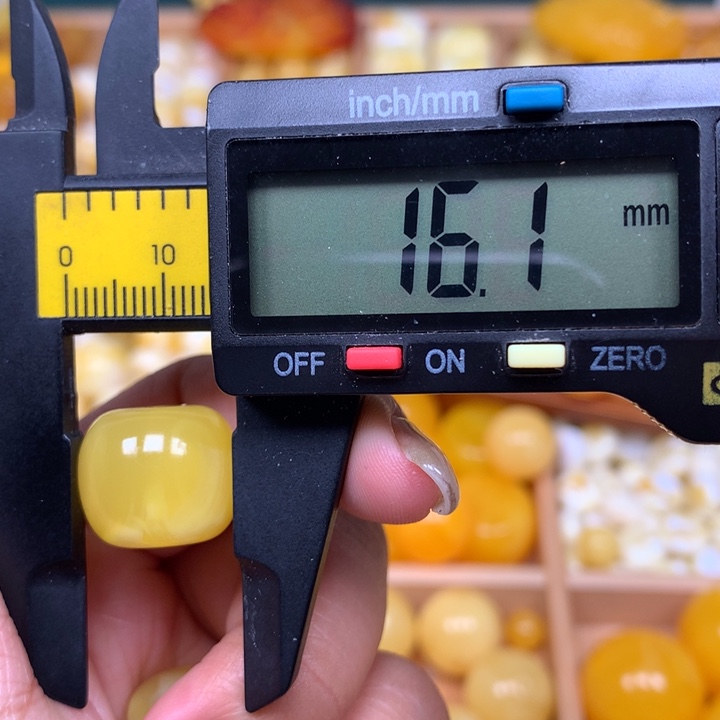 inch/mm
16.1 mm
0 10
OFF ON ZERO